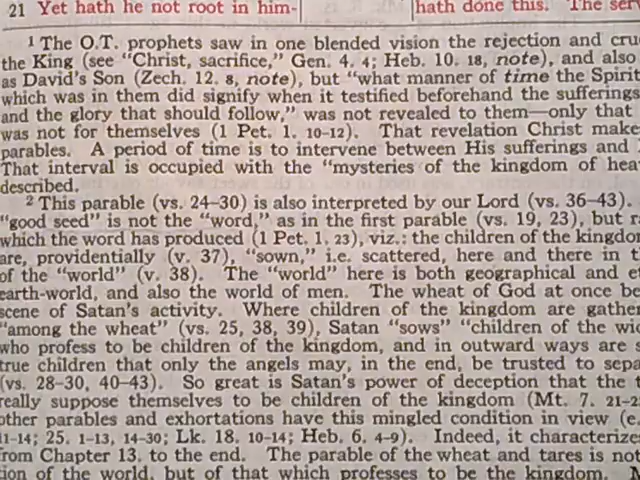 21 Yet hath he not root in him-
hath done this. The
1 The O.T. prophets saw in one blended vision the rejection and
the King (see "Christ, sacrifice," Gen. 4. 4; Heb. 10. 18, note), and also
as David's Son (Zech. 12. 8, note), but "what manner of time the Spirit
which was in them did signify when it testified beforehand the sufferings
and the glory that should follow," was not revealed to them—only that
was not for themselves (1 Pet. 1. 10-12). That revelation Christ make
parables. A period of time is to intervene between His sufferings and
That interval is occupied with the "mysteries of the kingdom of hea
described.
2 This parable (vs. 24-30) is also interpreted by our Lord (vs. 36-43).
"good seed" is not the "word," as in the first parable (vs. 19, 23), but
which the word has produced (1 Pet. 1. 23), viz.: the children of the kingdo
are, providentially (v. 37), "sown," i.e. scattered, here and there in t
of the "world" (v. 38). The "world" here is both geographical and e
earth-world, and also the world of men. The wheat of God at once be
scene of Satan's activity. Where children of the kingdom are gather
"among the wheat" (vs. 25, 38, 39), Satan "sows" "children of the wic
who profess to be children of the kingdom, and in outward ways are s
true children that only the angels may, in the end, be trusted to sepa
(vs. 28-30, 40-43). So great is Satan's power of deception that the t
really suppose themselves to be children of the kingdom (Mt. 7. 21-2
other parables and exhortations have this mingled condition in view (e.
11-14; 25. 1-13, 14-30; Lk. 18. 10-14; Heb. 6. 4-9). Indeed, it characterize
from Chapter 13. to the end. The parable of the wheat and tares is not
tion of the world, but of that which professes to be the kingdom.